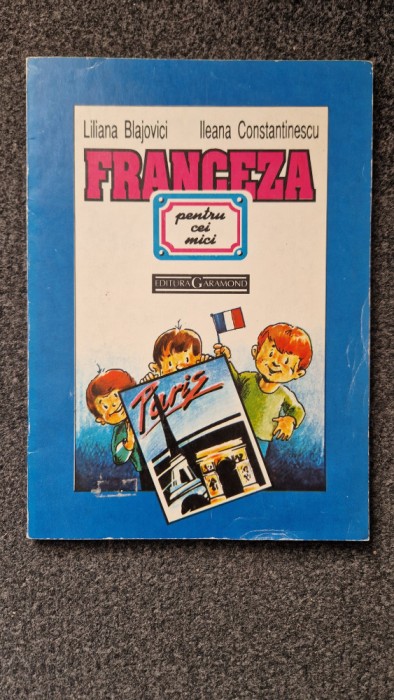 Liliana Blajovici Ileana Constantinescu
FRANCEZA
pentru
cei
mici
EDITURA GARAMOND
Paris